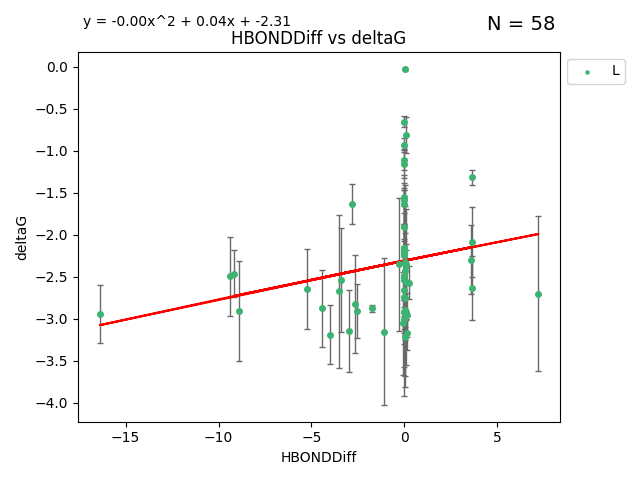 y = -0.00x^2 + 0.04x + -2.31
N = 58
HBONDDiff vs deltaG
L
0.0
−0.5
−1.0
−1.5
−2.0
−2.5
−3.0
−3.5
−4.0
deltaG
−15
−10
−5
0
5
HBONDDiff